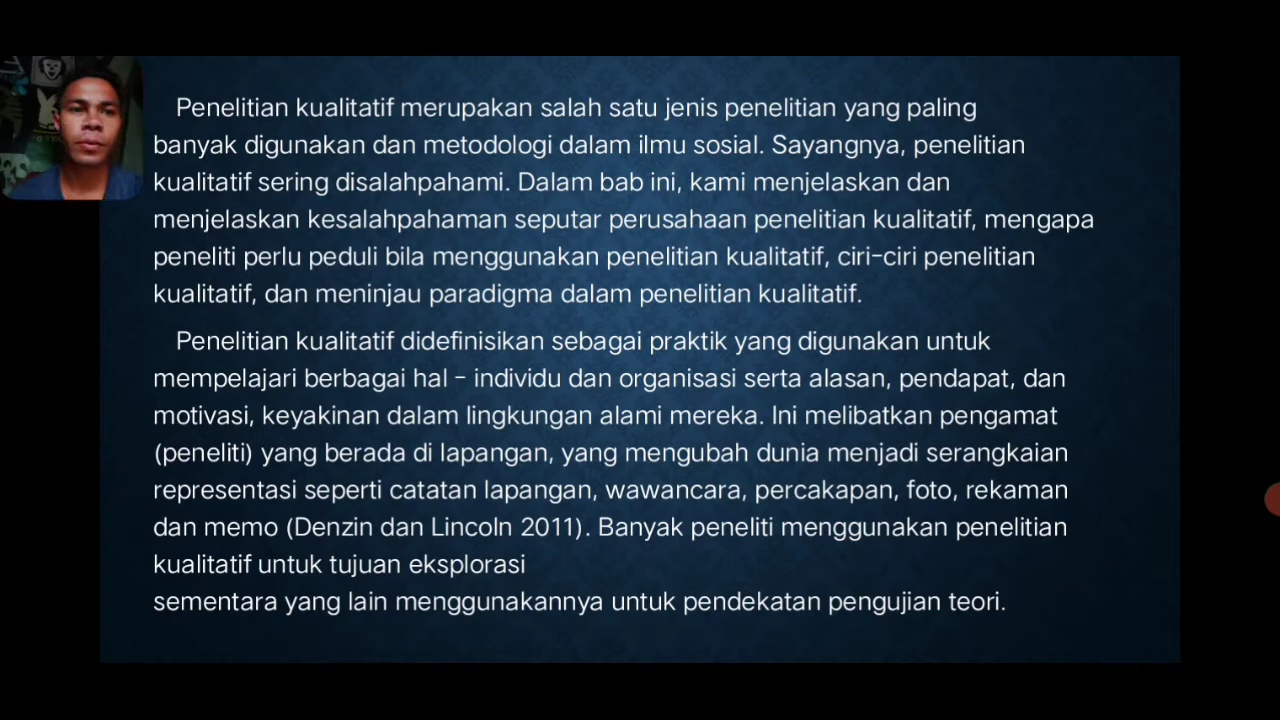 Penelitian kualitatif merupakan salah satu jenis penelitian yang paling
banyak digunakan dan metodologi dalam ilmu sosial. Sayangnya, penelitian
kualitatif sering disalahpahami. Dalam bab ini, kami menjelaskan dan
menjelaskan kesalahpahaman seputar perusahaan penelitian kualitatif, mengapa
peneliti perlu peduli bila menggunakan penelitian kualitatif, ciri-ciri penelitian
kualitatif, dan meninjau paradigma dalam penelitian kualitatif.
Penelitian kualitatif didefinisikan sebagai praktik yang digunakan untuk
mempelajari berbagai hal – individu dan organisasi serta alasan, pendapat, dan
motivasi, keyakinan dalam lingkungan alami mereka. Ini melibatkan pengamat
(peneliti) yang berada di lapangan, yang mengubah dunia menjadi serangkaian
representasi seperti catatan lapangan, wawancara, percakapan, foto, rekaman
dan memo (Denzin dan Lincoln 2011). Banyak peneliti menggunakan penelitian
kualitatif untuk tujuan eksplorasi
sementara yang lain menggunakannya untuk pendekatan pengujian teori.